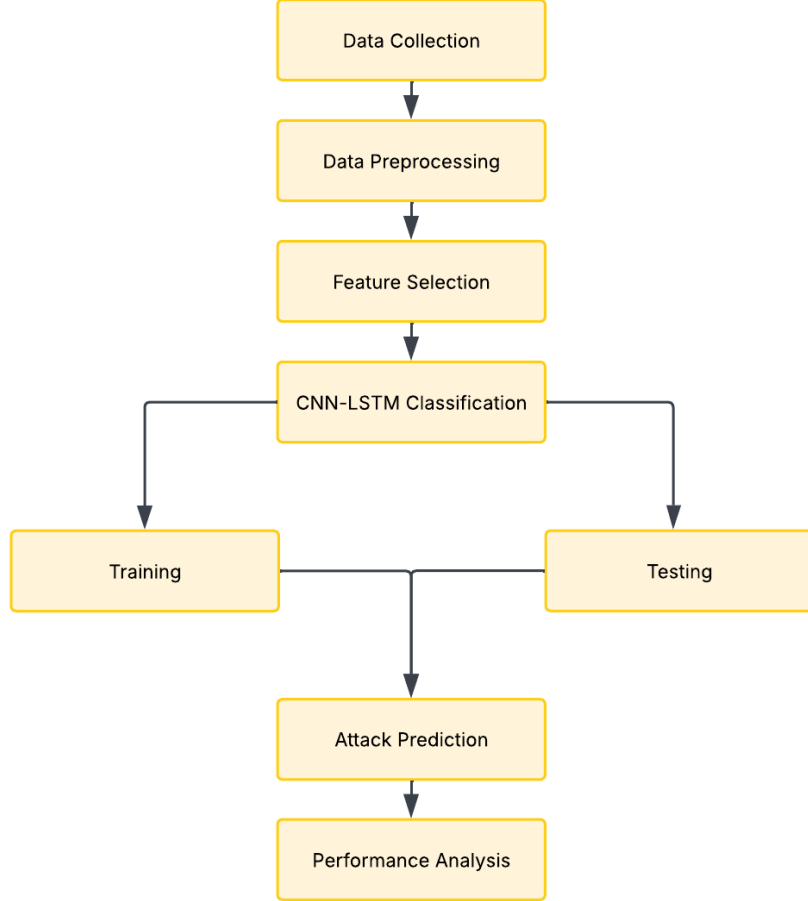 Data Collection
Data Preprocessing
Feature Selection
CNN-LSTM Classification
Training
Testing
Attack Prediction
Performance Analysis